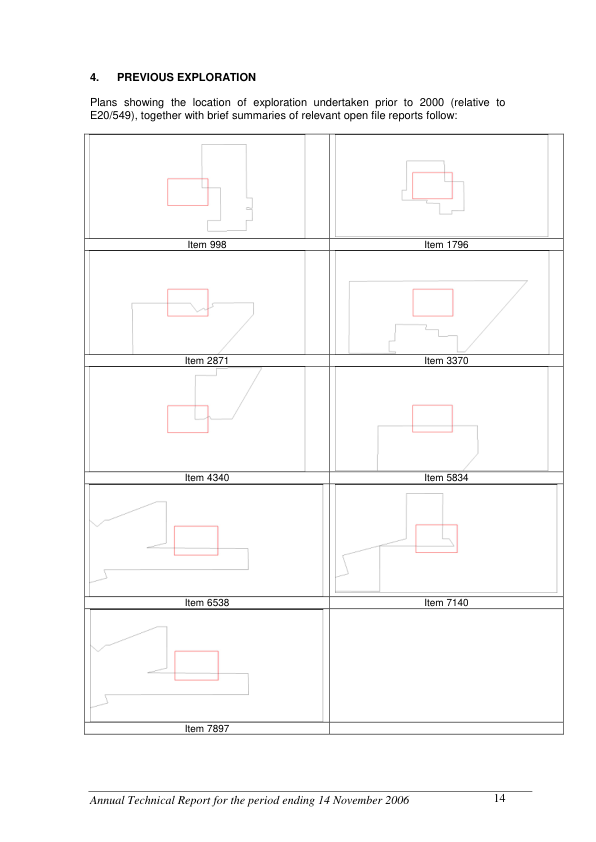 4. PREVIOUS EXPLORATION
Plans showing the location of exploration undertaken prior to 2000 (relative to
E20/549), together with brief summaries of relevant open file reports follow:
Item 998
Item 1796
Item 2871
Item 3370
Item 4340
Item 5834
Item 6538
Item 7140
Item 7897
Annual Technical Report for the period ending 14 November 2006
14